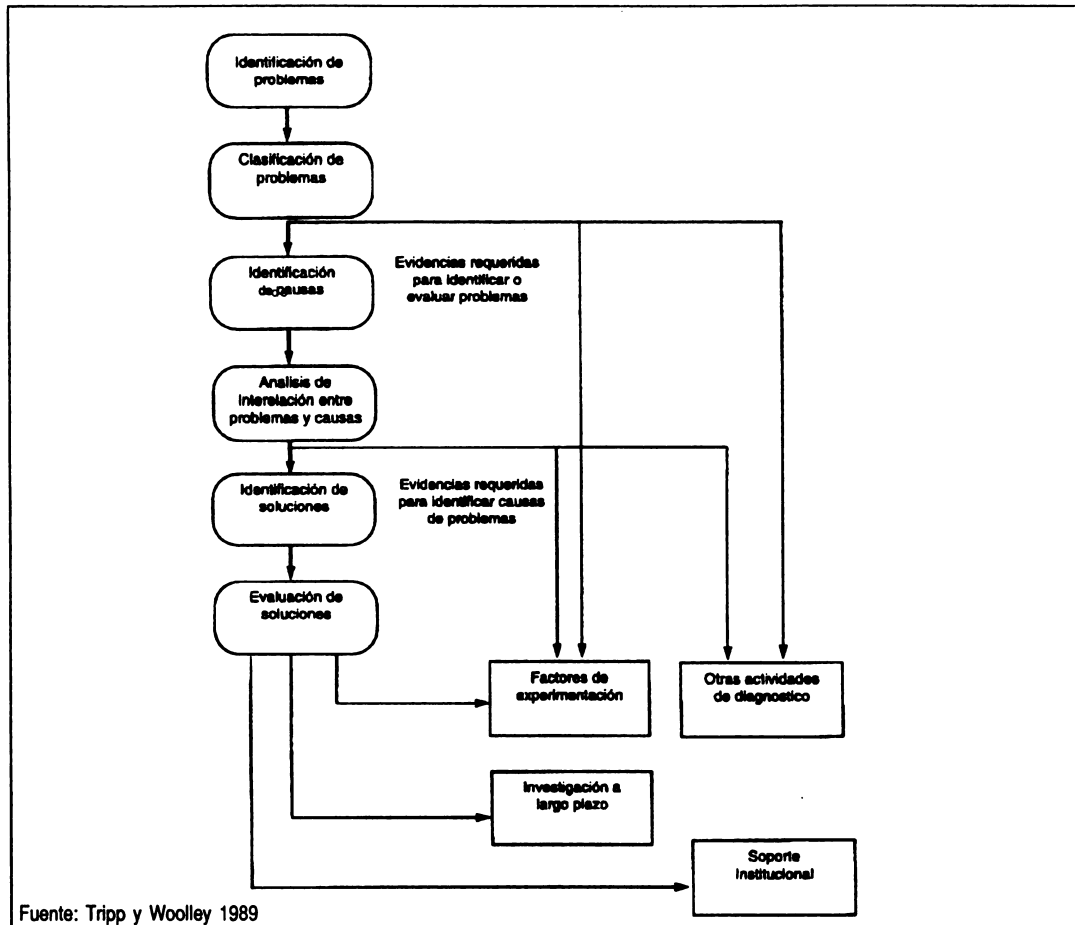 Identificación de
problemas
Clasificación de
problemas
Identificación
de causas
Evidencias requeridas
para identificar o
evaluar problemas
Analisis de
Interelación entre
problemas y causas
Identificación de
soluciones
Evidencias requeridas
para identificar causas
de problemas
Evaluación de
soluciones
Factores de
experimentación
Otras actividades
de diagnostico
Investigación a
largo plazo
Soporte
Institucional
Fuente: Tripp y Woolley 1989